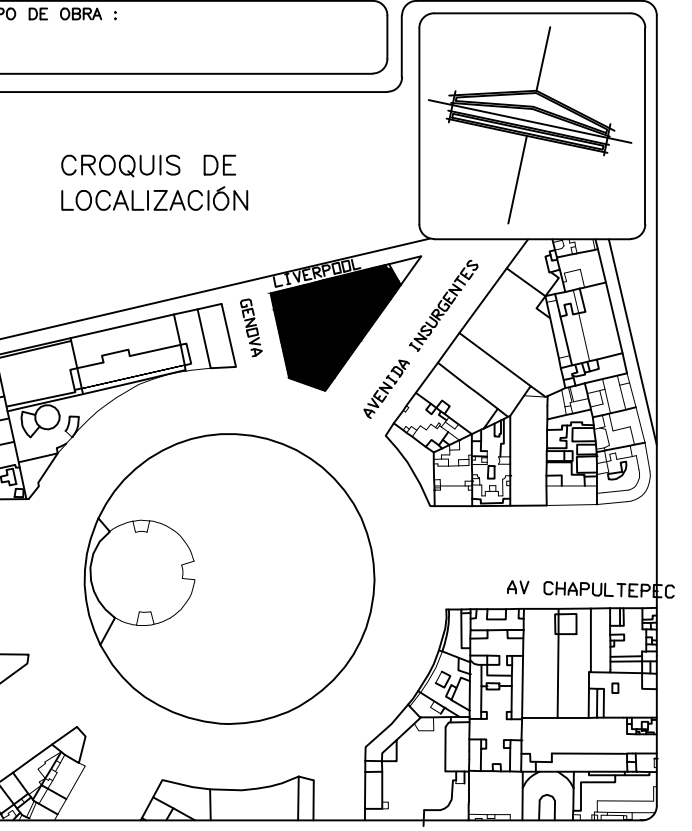 PO DE OBRA :
CROQUIS DE
LOCALIZACIÓN
LIVERPOOL
GENOVA
AVENIDA INSURGENTES
AV CHAPULTEPEC